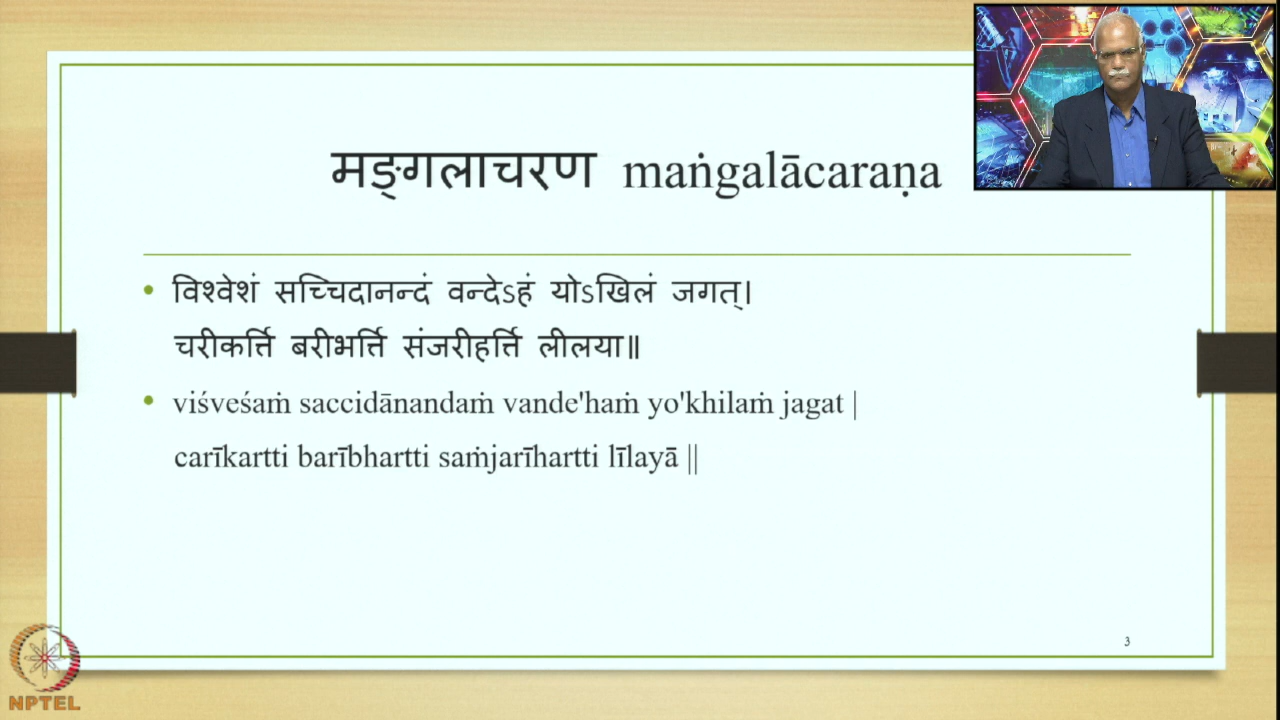 मङ्गलाचरण maṅgalācaraṇa
• विश्वेशं सच्चिदानन्दं वन्देऽहं योऽखिलं जगत्।
चरीकर्त्ति बरीभर्त्ति संजरीहर्त्ति लीलया॥
• viśveśaṁ saccidānandaṁ vande'haṁ yo'khilaṁ jagat |
carīkartti barībhartti saṁjarīhartti līlayā ||
3
NPTEL